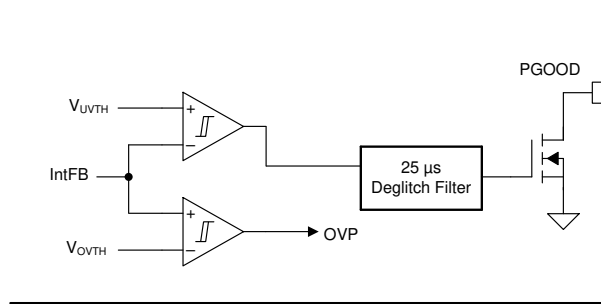 PGOOD
VUVTH
+
−
IntFB
25 µs
Deglitch Filter
+
−
VOVTH
OVP